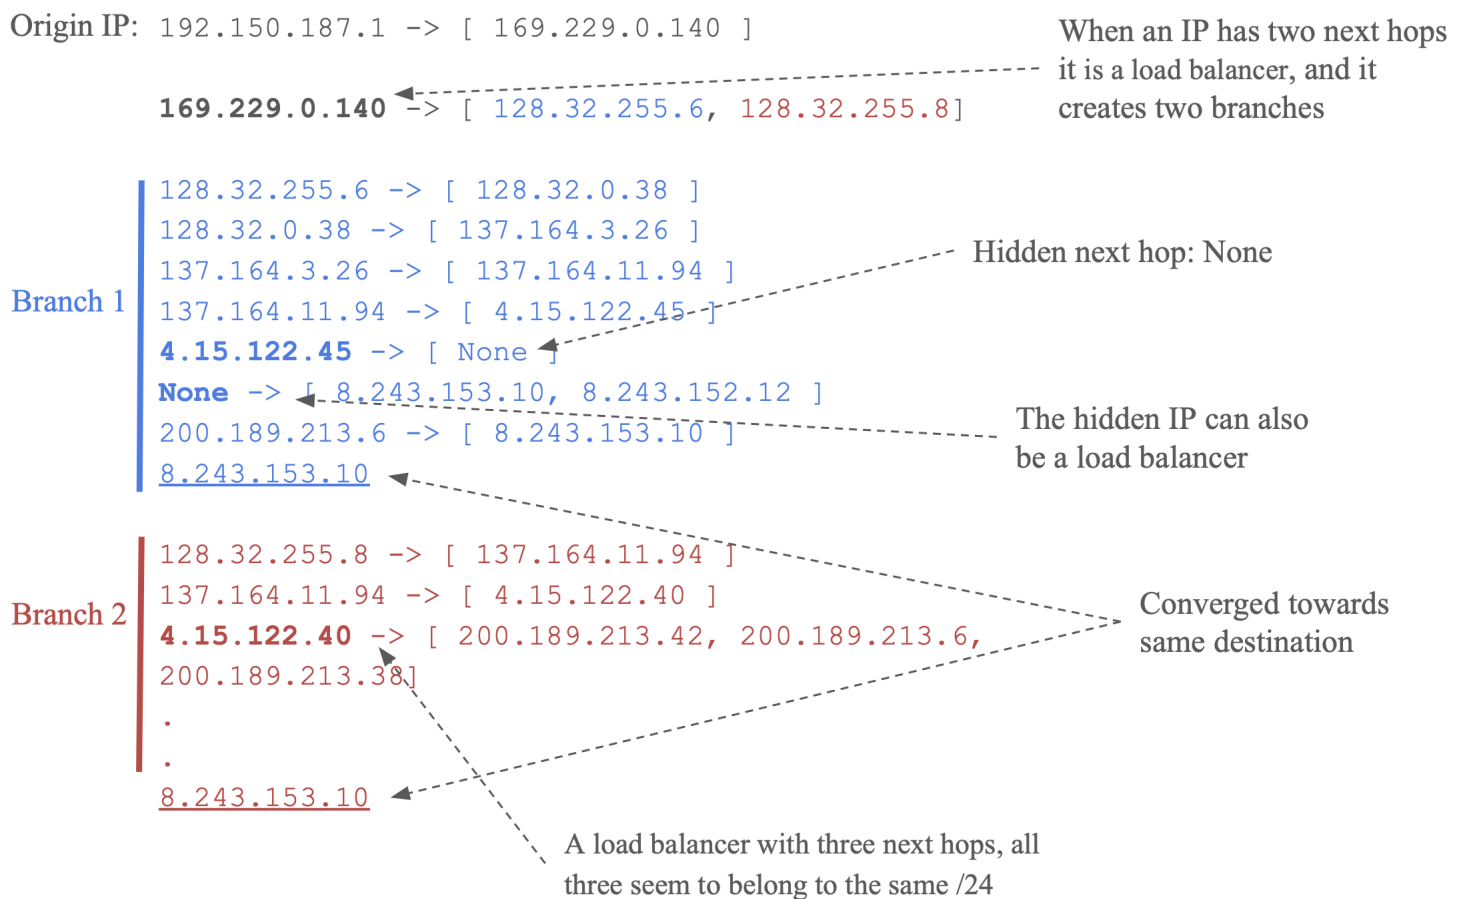 Origin IP: 192.150.187.1 -> [ 169.229.0.140 ]
When an IP has two next hops
it is a load balancer, and it
creates two branches
169.229.0.140 -> [ 128.32.255.6, 128.32.255.8]
Branch 1
128.32.255.6 -> [ 128.32.0.38 ]
128.32.0.38 -> [ 137.164.3.26 ]
137.164.3.26 -> [ 137.164.11.94 ]
137.164.11.94 -> [ 4.15.122.45 ]
4.15.122.45 -> [ None ]
None -> [ 8.243.153.10, 8.243.152.12 ]
200.189.213.6 -> [ 8.243.153.10 ]
8.243.153.10
Hidden next hop: None
The hidden IP can also
be a load balancer
Branch 2
128.32.255.8 -> [ 137.164.11.94 ]
137.164.11.94 -> [ 4.15.122.40 ]
4.15.122.40 -> [ 200.189.213.42, 200.189.213.6,
200.189.213.38]
.
.
8.243.153.10
Converged towards
same destination
A load balancer with three next hops, all
three seem to belong to the same /24